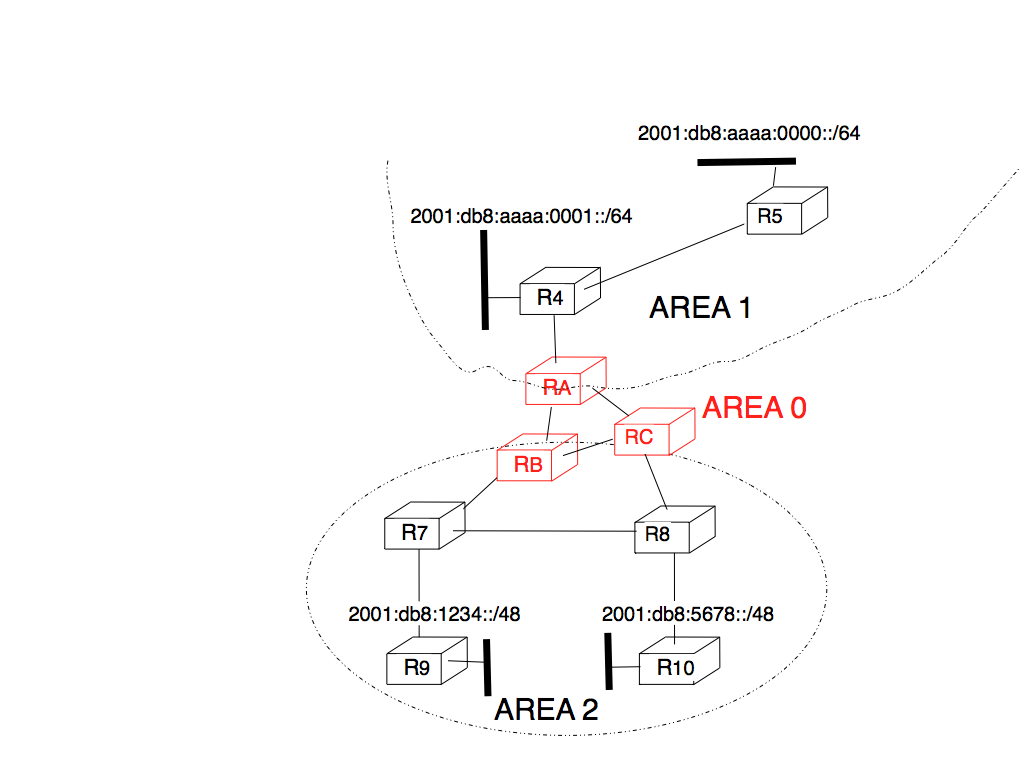 2001:db8:aaaa:0000::/64
R5
2001:db8:aaaa:0001::/64
R4
AREA 1
RA
AREA 0
RC
RB
R7
R8
2001:db8:1234::/48
2001:db8:5678::/48
R9
R10
AREA 2